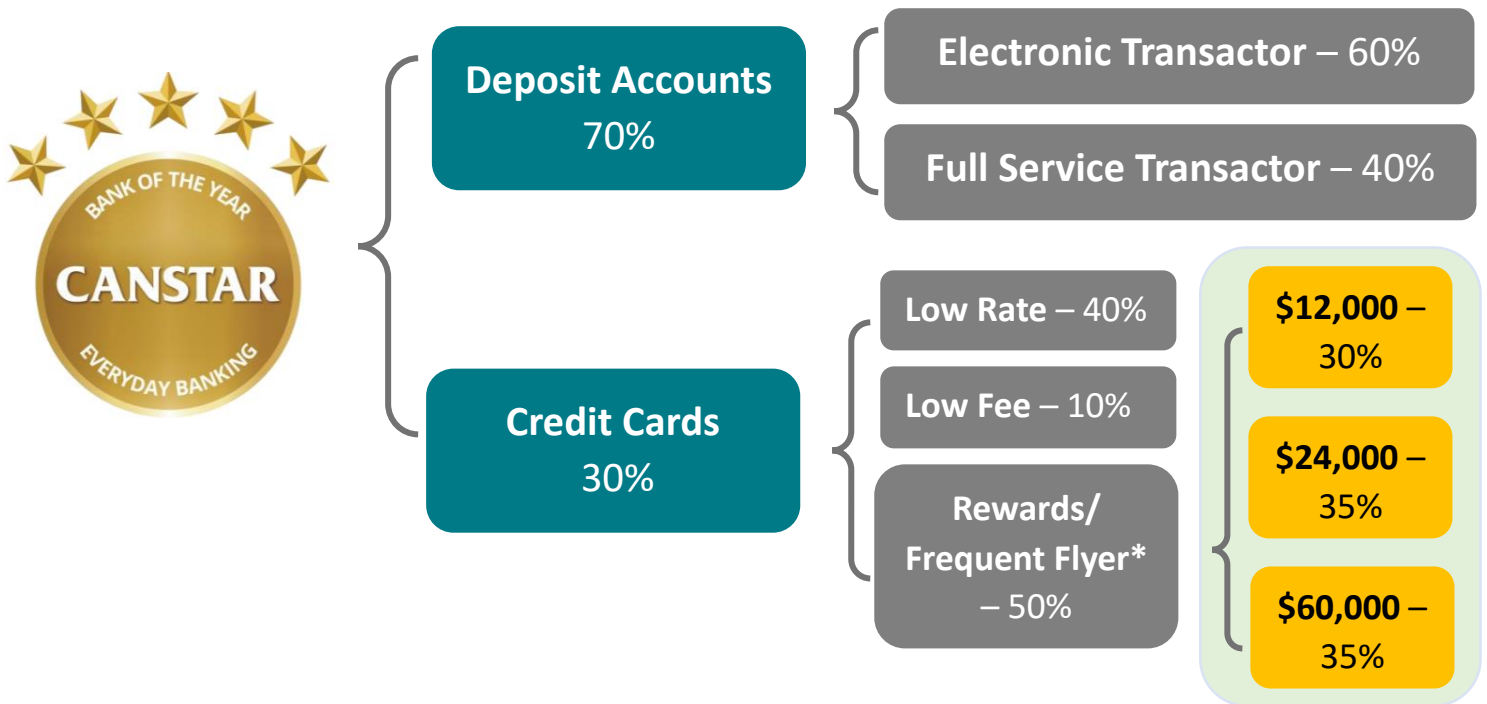 BANK OF THE YEAR
CANSTAR
EVERYDAY BANKING
Deposit Accounts
70%
Electronic Transactor – 60%
Full Service Transactor – 40%
Credit Cards
30%
Low Rate – 40%
Low Fee – 10%
Rewards/
Frequent Flyer*
– 50%
$12,000 –
30%
$24,000 –
35%
$60,000 –
35%